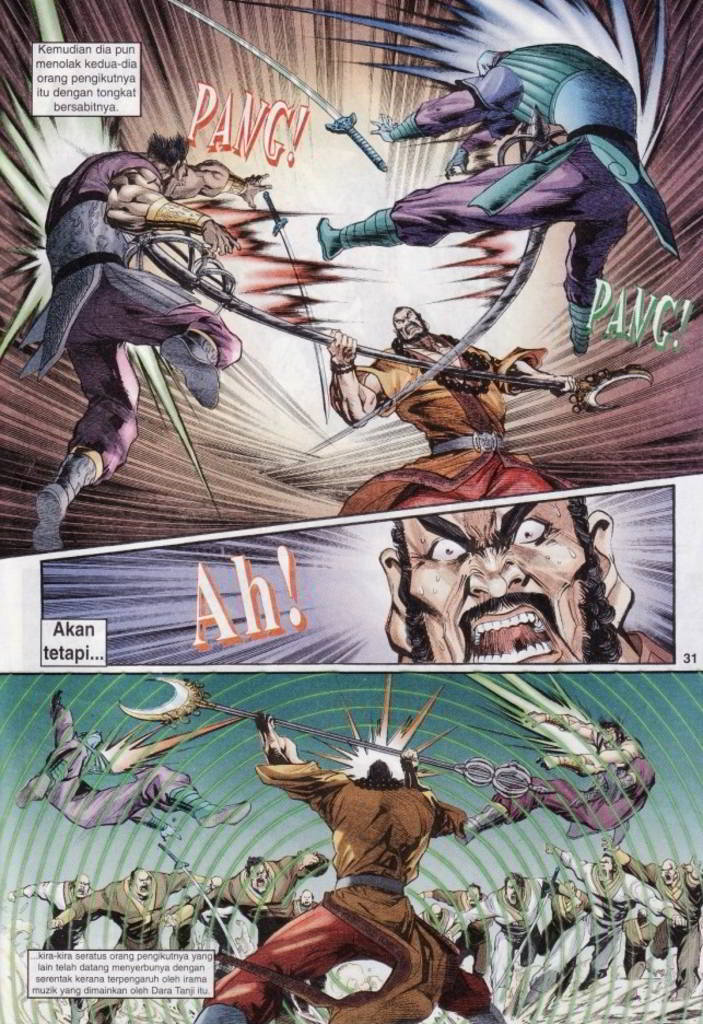 Kemudian dia pun
menolak kedua-dia
orang pengikutnya
itu dengan tongkat
bersabitnya.
PANG!
PANG!
Ah!
Akan
tetapi...
31
...kira-kira seratus orang pengikutnya yang
lain telah datang menyerbunya dengan
serentak kerana terpengaruh oleh irama
muzik yang dimainkan oleh Dara Tanji itu.